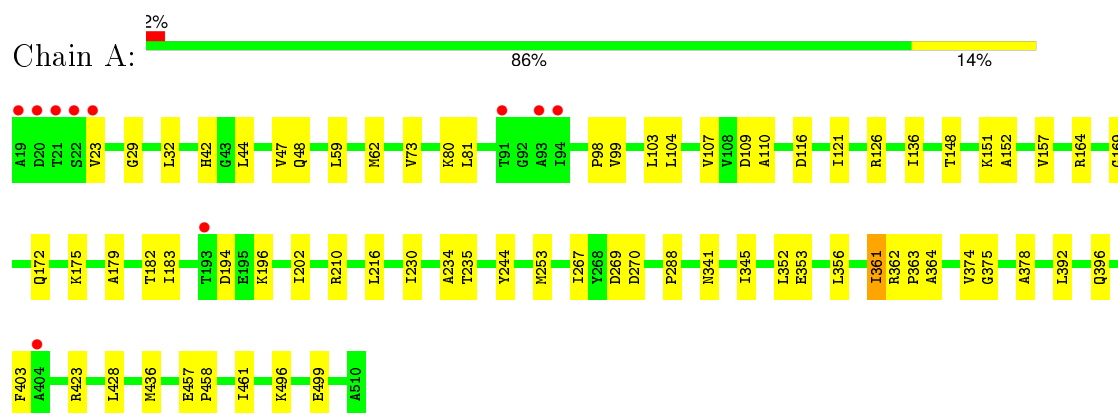 2%
Chain A:
86% 14%
A19 D20 T21 S22 V23 G29 L32 H42 G43 L44 V47 Q48 L59 M62 V73 K80 L81 T91 G92 A93 I94 P98 V99 L103 L104 V107 V108 D109 A110 D116 I121 R126 I136 T148 K151 A152 V157 R164 G169
Q172 K175 A179 T182 I183 T193 D194 E195 K196 I202 R210 L216 I230 A234 T235 Y244 M253 I267 Y268 D269 D270 P288 N341 I345 L352 E353 L356 I361 R362 P363 A364 V374 G375 A378 L392 Q396
F403 A404 R423 L428 M436 E457 P458 I461 K496 E499 A510